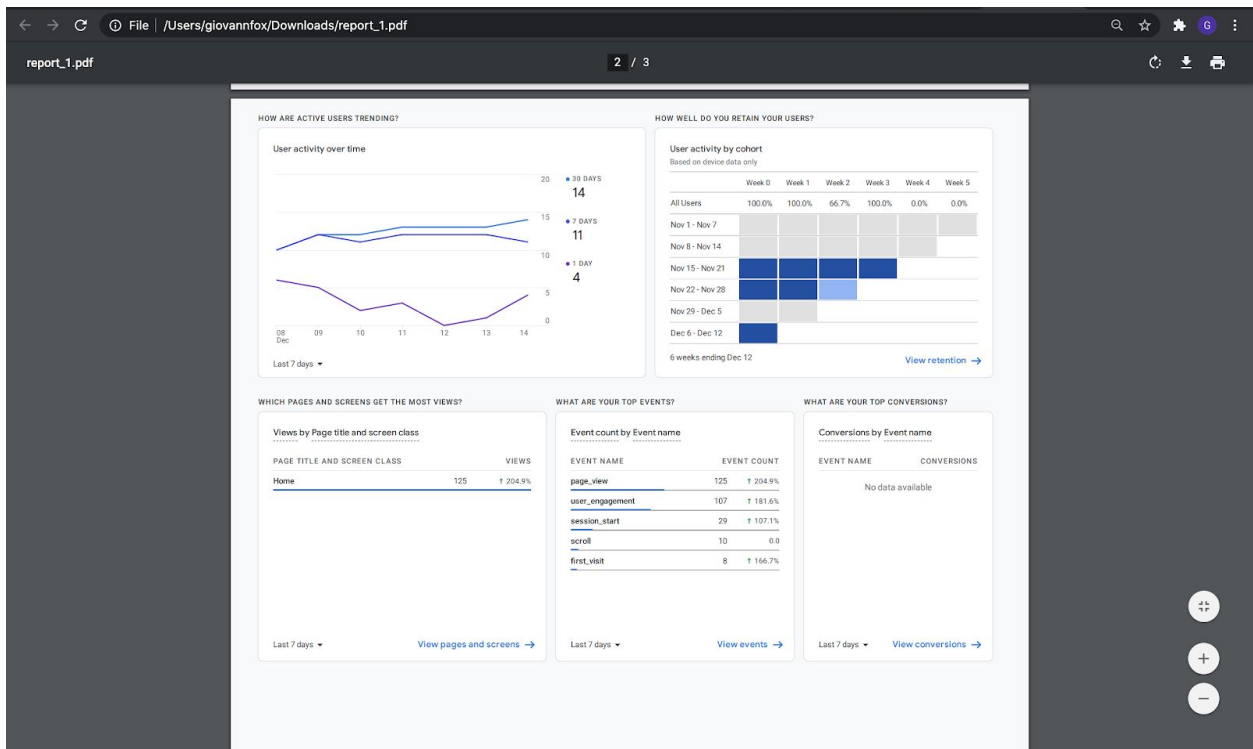 File | /Users/giovannfox/Downloads/report_1.pdf
G
report_1.pdf
2 / 3
HOW ARE ACTIVE USERS TRENDING?
User activity over time
20
15
10
5
0
30 DAYS
14
7 DAYS
11
1 DAY
4
08 09 10 11 12 13 14
Dec
Last 7 days
HOW WELL DO YOU RETAIN YOUR USERS?
User activity by cohort
Based on device data only
Week 0 Week 1 Week 2 Week 3 Week 4 Week 5
All Users 100.0% 100.0% 66.7% 100.0% 0.0% 0.0%
Nov 1 - Nov 7
Nov 8 - Nov 14
Nov 15 - Nov 21
Nov 22 - Nov 28
Nov 29 - Dec 5
Dec 6 - Dec 12
6 weeks ending Dec 12
View retention →
WHICH PAGES AND SCREENS GET THE MOST VIEWS?
Views by Page title and screen class
PAGE TITLE AND SCREEN CLASS VIEWS
Home 125 ↑ 204.9%
Last 7 days
View pages and screens →
WHAT ARE YOUR TOP EVENTS?
Event count by Event name
EVENT NAME EVENT COUNT
page_view 125 ↑ 204.9%
user_engagement 107 ↑ 181.6%
session_start 29 ↑ 107.1%
scroll 10 0.0
first_visit 8 ↑ 166.7%
Last 7 days
View events →
WHAT ARE YOUR TOP CONVERSIONS?
Conversions by Event name
EVENT NAME CONVERSIONS
No data available
Last 7 days
View conversions →